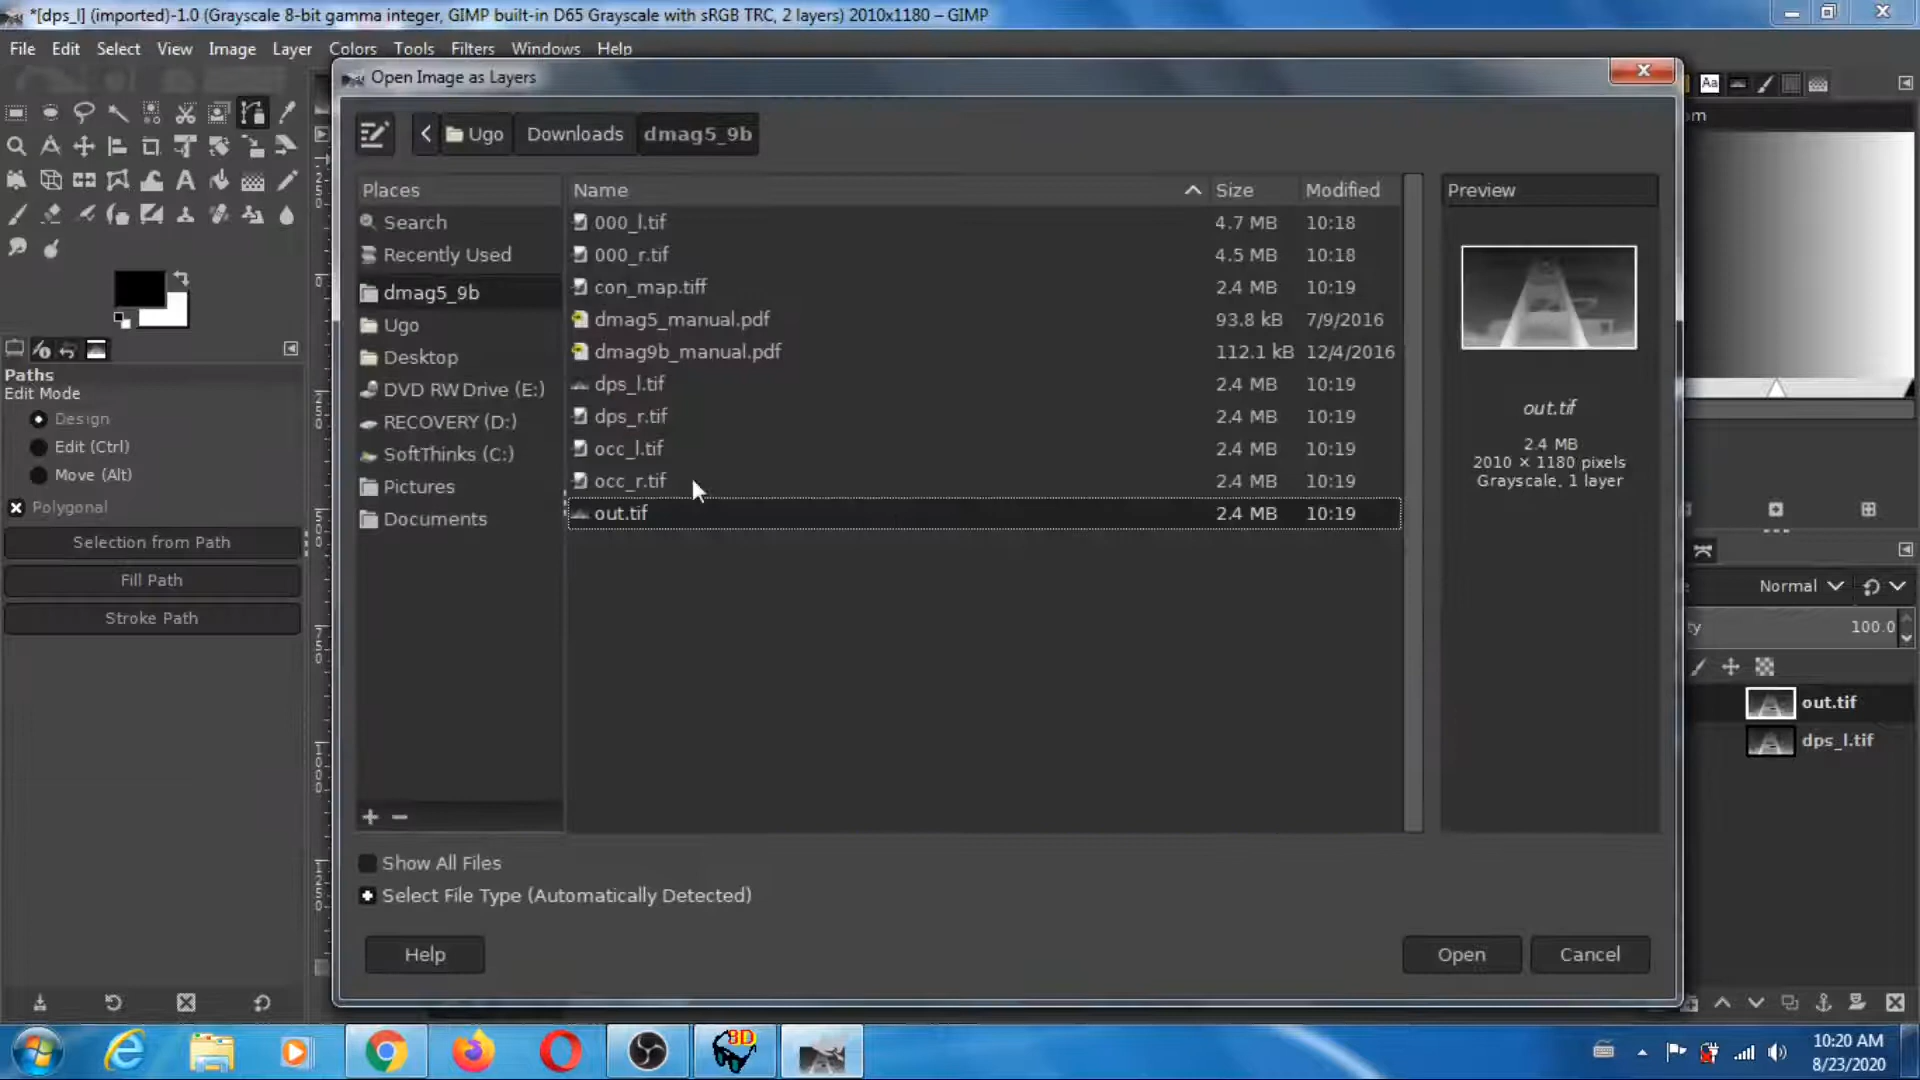 *[dps_l] (imported)-1.0 (Grayscale 8-bit gamma integer, GIMP built-in D65 Grayscale with sRGB TRC, 2 layers) 2010x1180 – GIMP
File Edit Select View Image Layer Colors Tools Filters Windows Help
Open Image as Layers
Ugo Downloads dmag5_9b
Places
Search
Recently Used
dmag5_9b
Ugo
Desktop
DVD RW Drive (E:)
RECOVERY (D:)
SoftThinks (C:)
Pictures
Documents
Name Size Modified
000_l.tif 4.7 MB 10:18
000_r.tif 4.5 MB 10:18
con_map.tiff 2.4 MB 10:19
dmag5_manual.pdf 93.8 kB 7/9/2016
dmag9b_manual.pdf 112.1 kB 12/4/2016
dps_l.tif 2.4 MB 10:19
dps_r.tif 2.4 MB 10:19
occ_l.tif 2.4 MB 10:19
occ_r.tif 2.4 MB 10:19
out.tif 2.4 MB 10:19
Preview
out.tif
2.4 MB
2010 × 1180 pixels
Grayscale, 1 layer
Show All Files
Select File Type (Automatically Detected)
Help Open Cancel
Paths
Edit Mode
Design
Edit (Ctrl)
Move (Alt)
Polygonal
Selection from Path
Fill Path
Stroke Path
Aa
om
Normal
ty 100.0
out.tif
dps_l.tif
3D
10:20 AM
8/23/2020